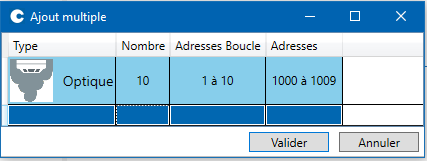 Ajout multiple
Type Nombre Adresses Boucle Adresses
Optique 10 1 à 10 1000 à 1009
Valider Annuler